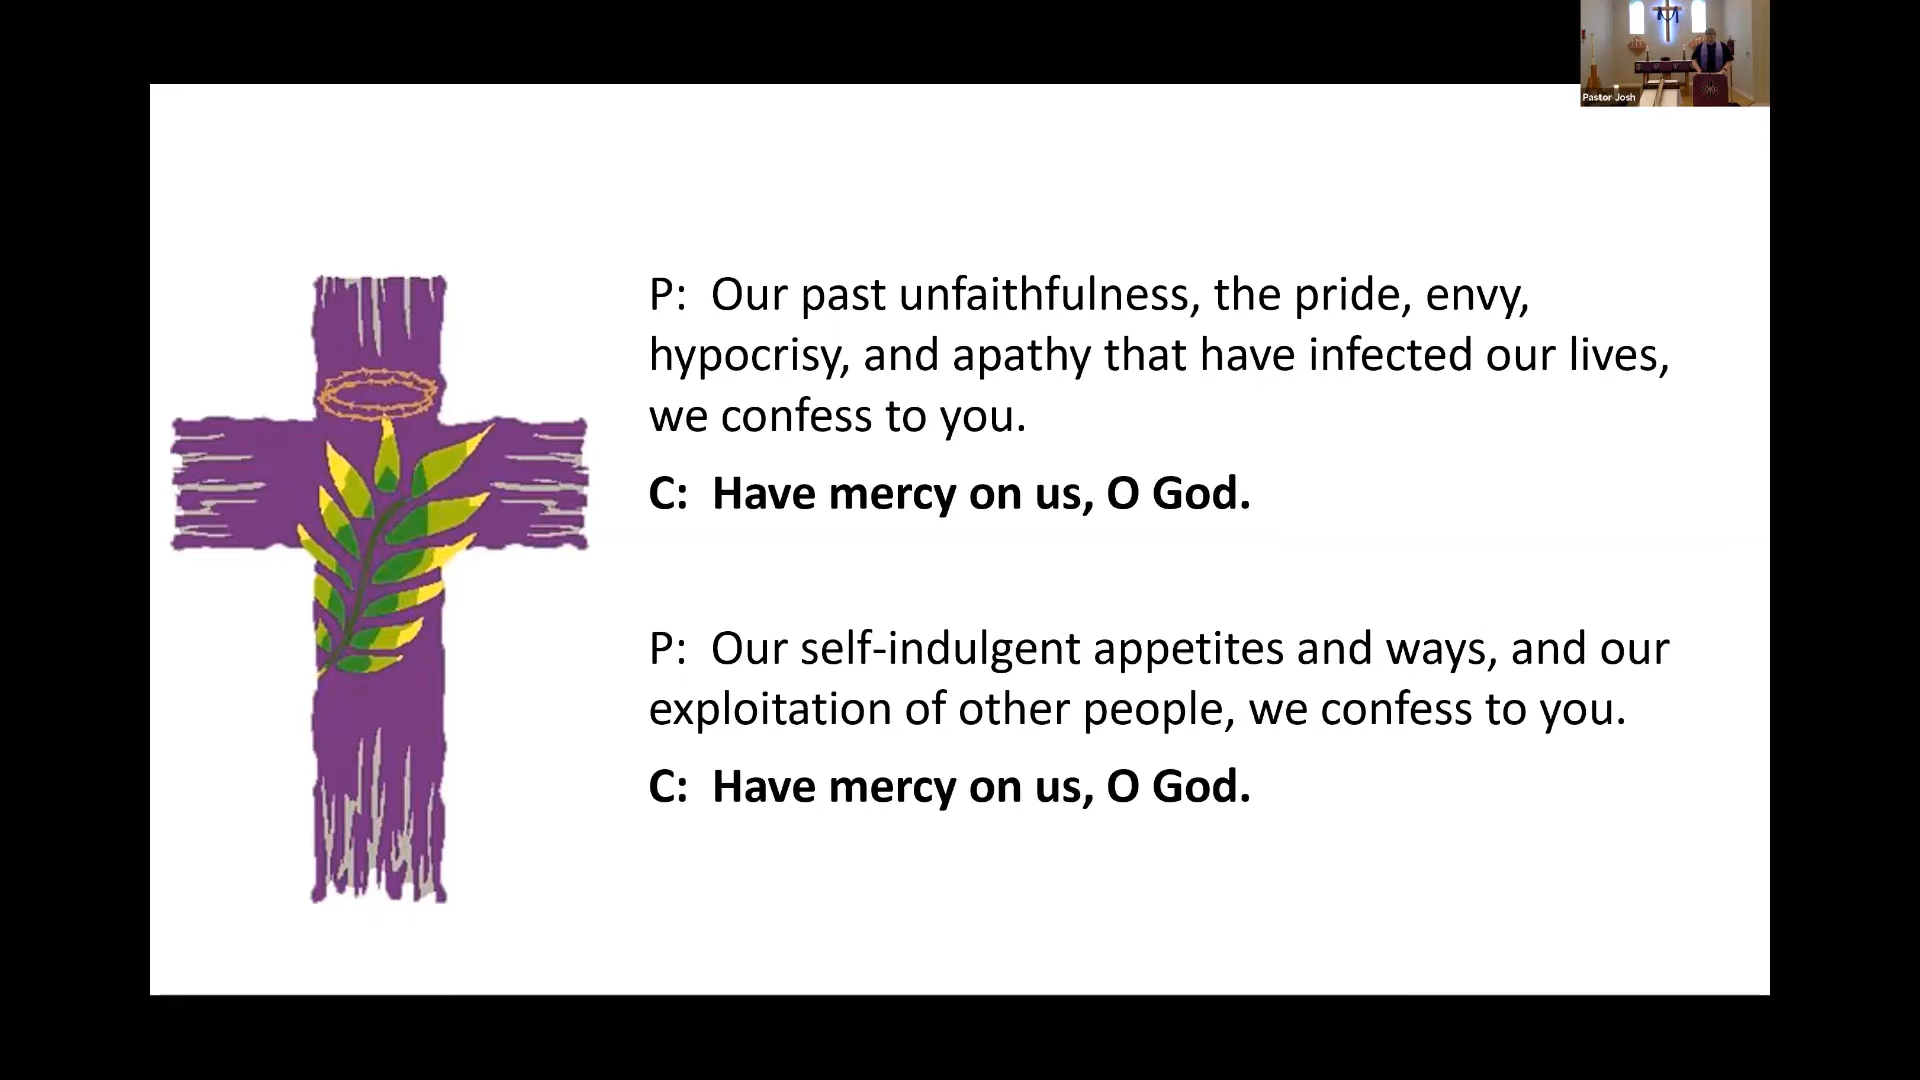 Pastor Josh
P: Our past unfaithfulness, the pride, envy,
hypocrisy, and apathy that have infected our lives,
we confess to you.
C: Have mercy on us, O God.
P: Our self-indulgent appetites and ways, and our
exploitation of other people, we confess to you.
C: Have mercy on us, O God.